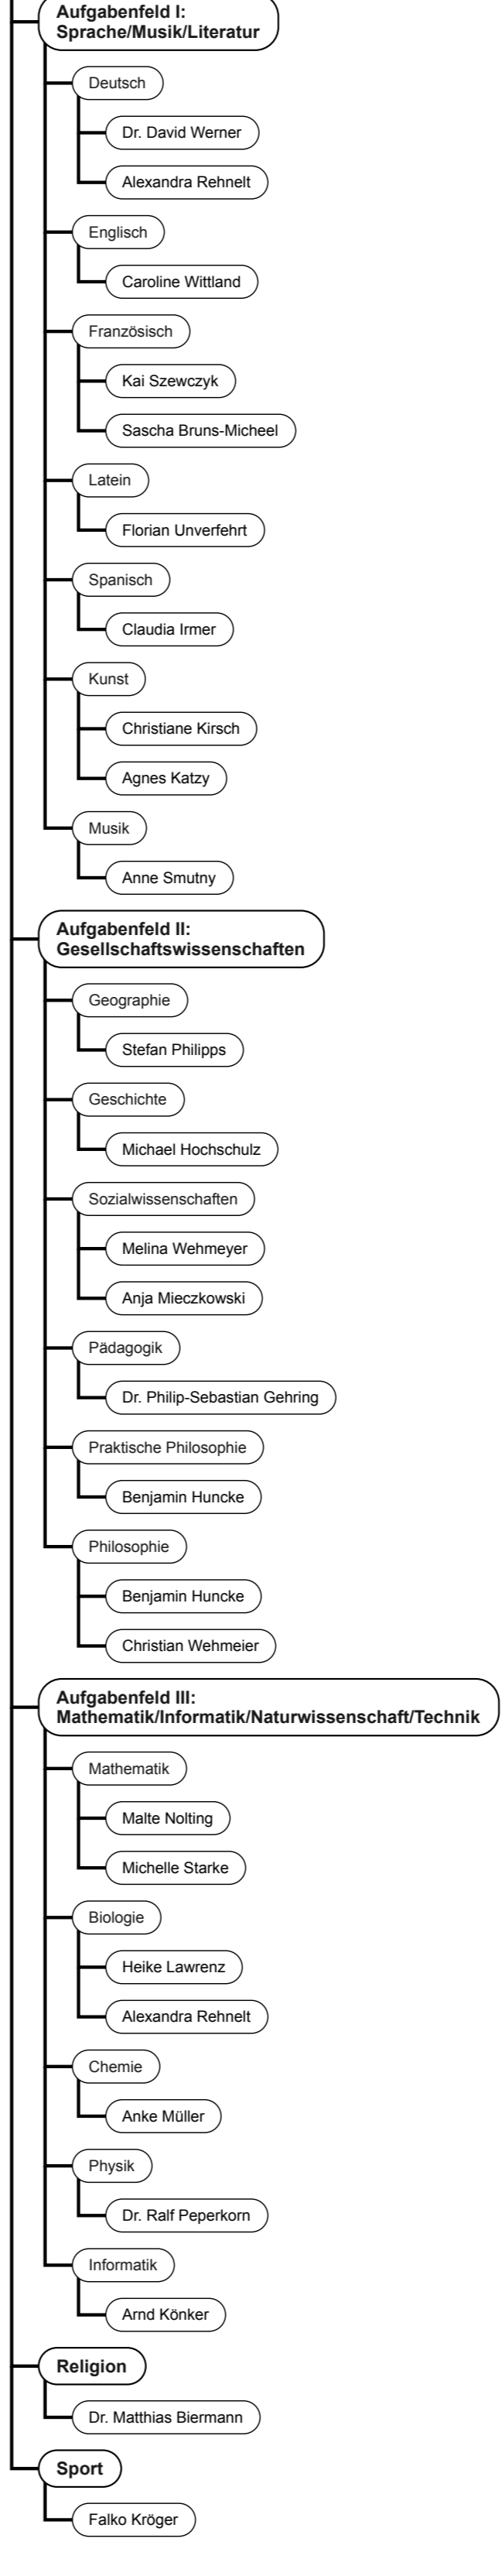 Aufgabenfeld I:
Sprache/Musik/Literatur
Deutsch
Dr. David Werner
Alexandra Rehnelt
Englisch
Caroline Wittland
Französisch
Kai Szewczyk
Sascha Bruns-Micheel
Latein
Florian Unverfehrt
Spanisch
Claudia Irmer
Kunst
Christiane Kirsch
Agnes Katzy
Musik
Anne Smutny
Aufgabenfeld II:
Gesellschaftswissenschaften
Geographie
Stefan Philipps
Geschichte
Michael Hochschulz
Sozialwissenschaften
Melina Wehmeyer
Anja Mieczkowski
Pädagogik
Dr. Philip-Sebastian Gehring
Praktische Philosophie
Benjamin Huncke
Philosophie
Benjamin Huncke
Christian Wehmeier
Aufgabenfeld III:
Mathematik/Informatik/Naturwissenschaft/Technik
Mathematik
Malte Nolting
Michelle Starke
Biologie
Heike Lawrenz
Alexandra Rehnelt
Chemie
Anke Müller
Physik
Dr. Ralf Peperkorn
Informatik
Arnd Könker
Religion
Dr. Matthias Biermann
Sport
Falko Kröger